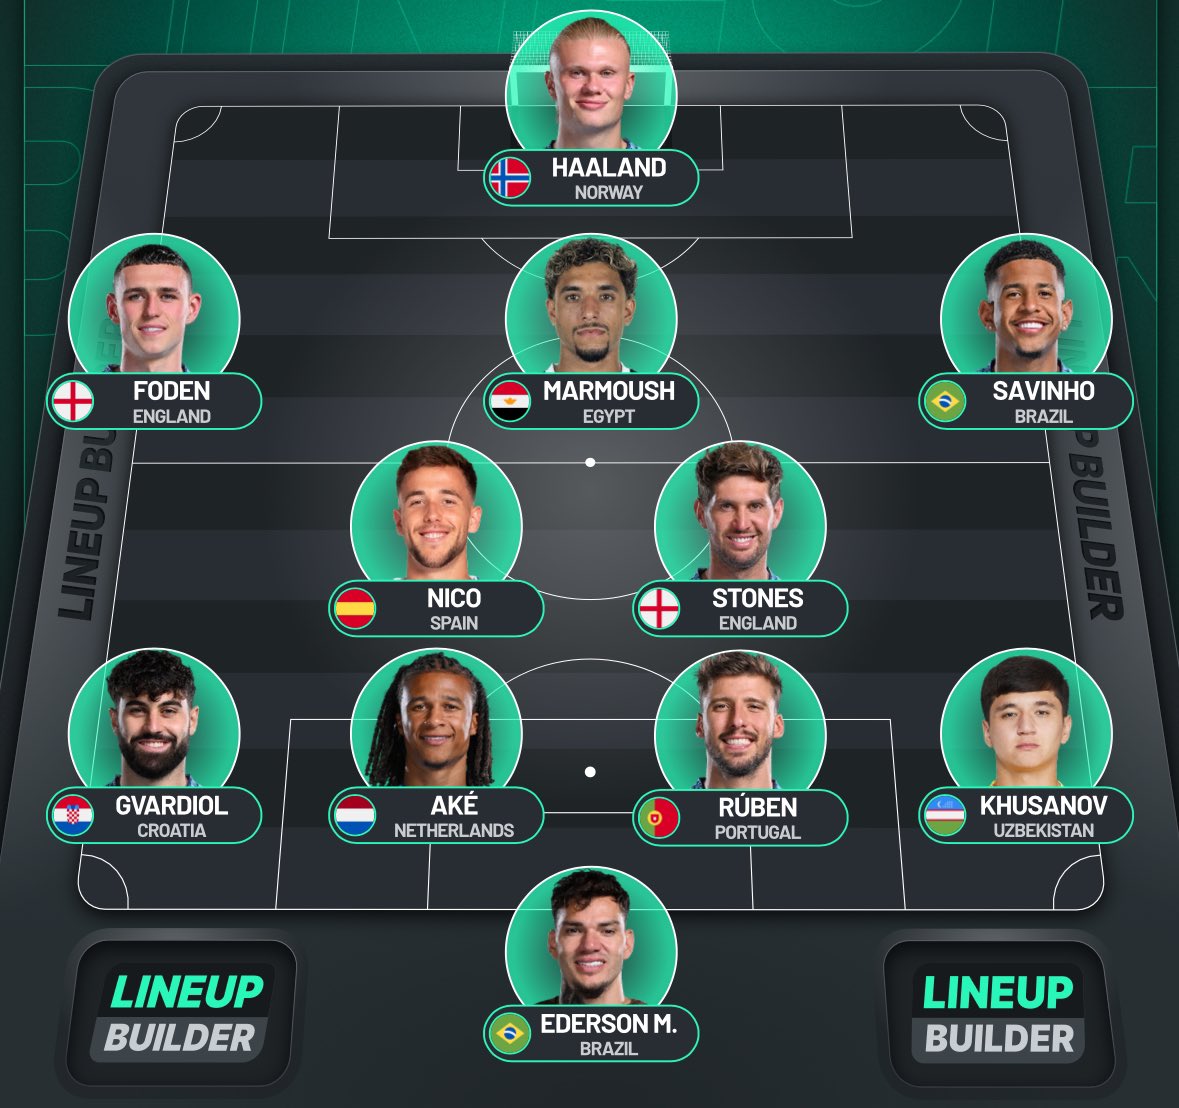 HAALAND
NORWAY
FODEN
ENGLAND
MARMOUSH
EGYPT
SAVINHO
BRAZIL
NICO
SPAIN
STONES
ENGLAND
LINEUP BUILDER
BUILDER
GVARDIOL
CROATIA
AKÉ
NETHERLANDS
RÚBEN
PORTUGAL
KHUSANOV
UZBEKISTAN
EDERSON M.
BRAZIL
LINEUP
BUILDER
LINEUP
BUILDER